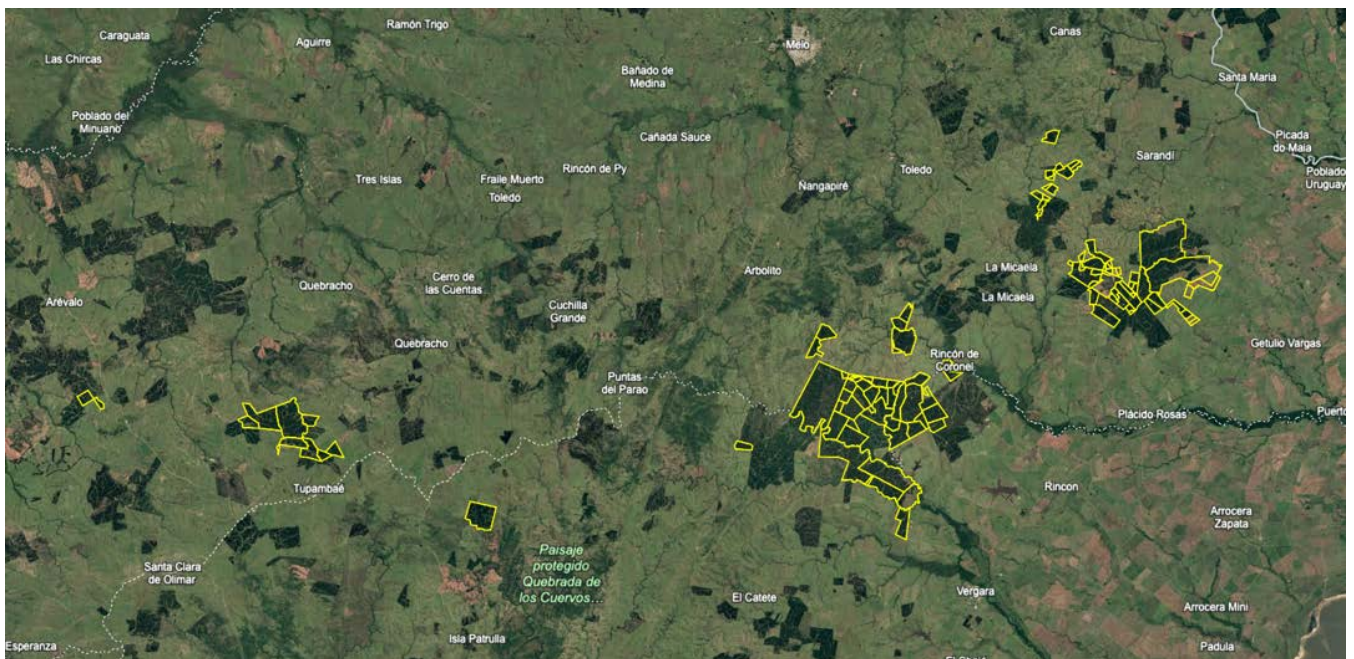 Ramón Trigo
Caraguata
Aguirre
Melo
Canas
Las Chircas
Bañado de
Medina
Santa Maria
Poblado del
Minuano
Cañada Sauce
Picada
do Maia
Sarandí
Rincón de Py
Toledo
Poblado
Uruguay
Tres Islas
Fraile Muerto
Toledo
Ñangapiré
La Micaela
Arbolito
Cerro de
las Cuentas
Quebracho
La Micaela
Arévalo
Cuchilla
Grande
Quebracho
Getulio Vargas
Rincón de
Coronel
Puntas
del Parao
Plácido Rosas
Puerto
Tupambaé
Rincon
Arrocera
Zapata
Paisaje
protegido
Quebrada de
los Cuervos...
Santa Clara
de Olimar
Vergara
El Catete
Arrocera Mini
Isla Patrulla
Esperanza
Padula